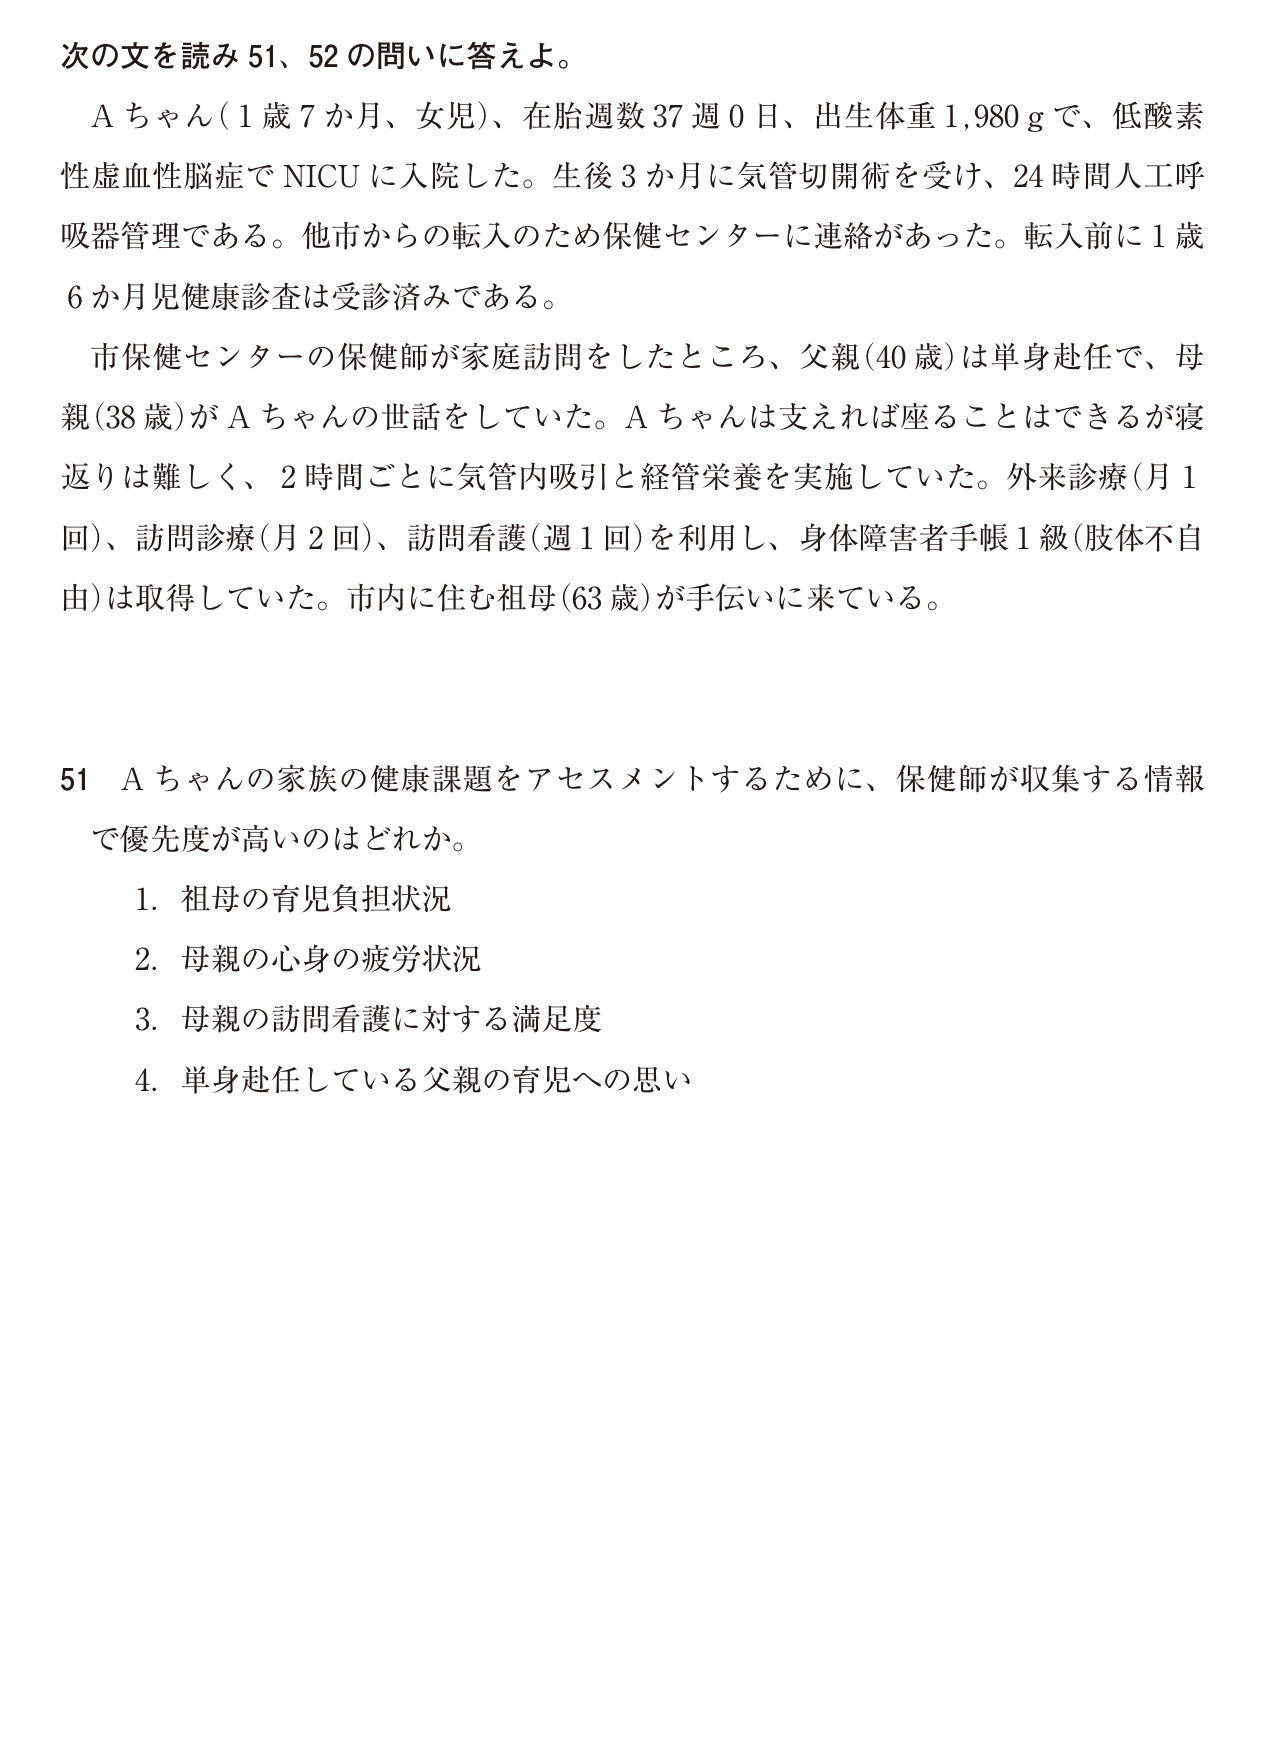 次の文を読み 51、52 の問いに答えよ。
A ちゃん(1 歳 7 か月、女児)、在胎週数 37 週 0 日、出生体重 1,980 g で、低酸素
性虚血性脳症で NICU に入院した。生後 3 か月に気管切開術を受け、24 時間人工呼
吸器管理である。他市からの転入のため保健センターに連絡があった。転入前に 1 歳
6 か月児健康診査は受診済みである。
市保健センターの保健師が家庭訪問をしたところ、父親(40 歳)は単身赴任で、母
親(38 歳)が A ちゃんの世話をしていた。A ちゃんは支えれば座ることはできるが寝
返りは難しく、2 時間ごとに気管内吸引と経管栄養を実施していた。外来診療(月 1
回)、訪問診療(月 2 回)、訪問看護(週 1 回)を利用し、身体障害者手帳 1 級(肢体不自
由)は取得していた。市内に住む祖母(63 歳)が手伝いに来ている。
51 A ちゃんの家族の健康課題をアセスメントするために、保健師が収集する情報
で優先度が高いのはどれか。
1. 祖母の育児負担状況
2. 母親の心身の疲労状況
3. 母親の訪問看護に対する満足度
4. 単身赴任している父親の育児への思い